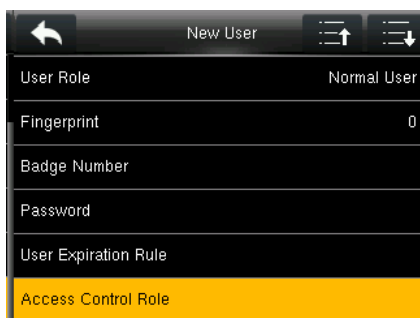 New User
User Role Normal User
Fingerprint 0
Badge Number
Password
User Expiration Rule
Access Control Role